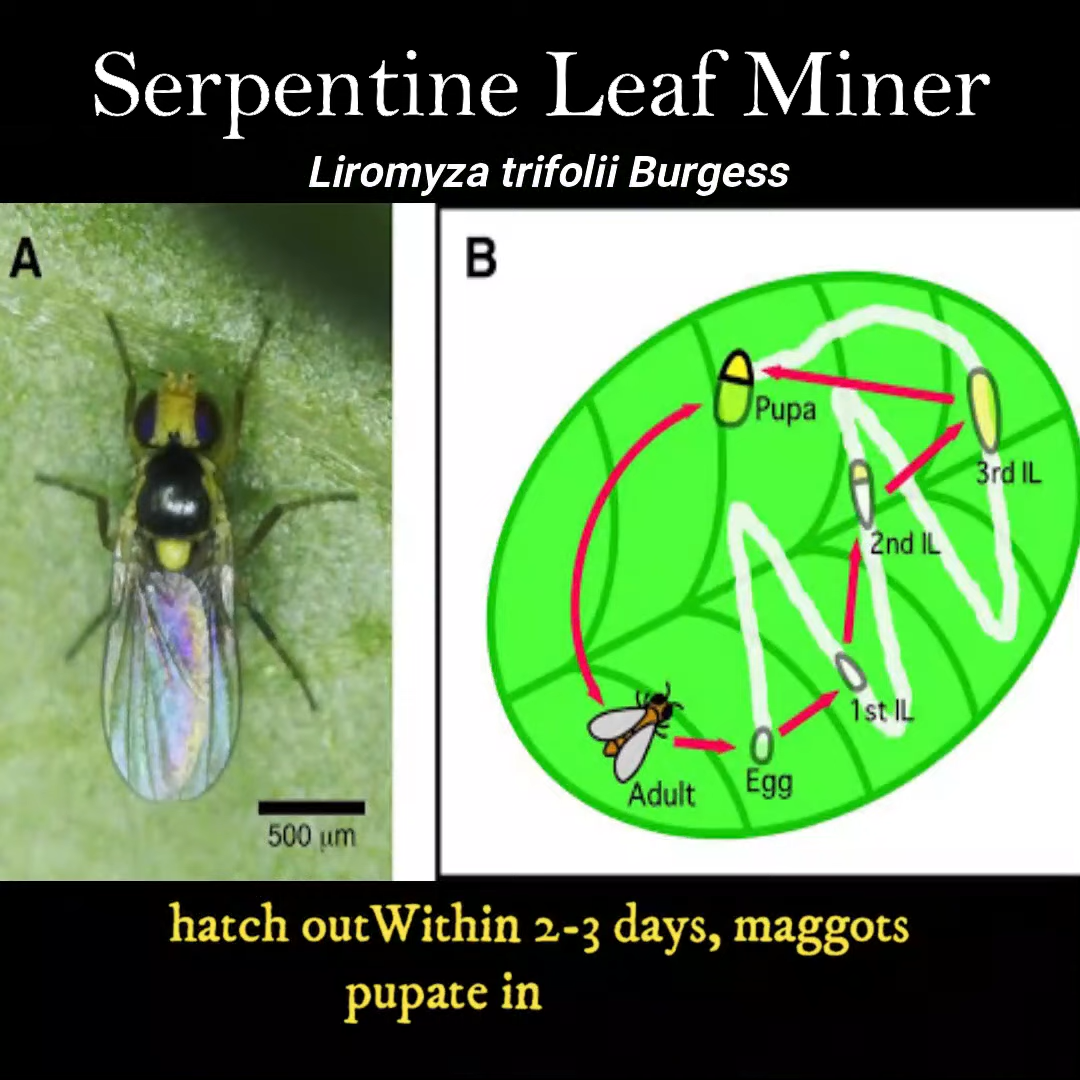 Serpentine Leaf Miner
Liromyza trifolii Burgess
A
500 μm
B
Pupa
3rd IL
2nd IL
1st IL
Egg
Adult
hatch outWithin 2-3 days, maggots
pupate in